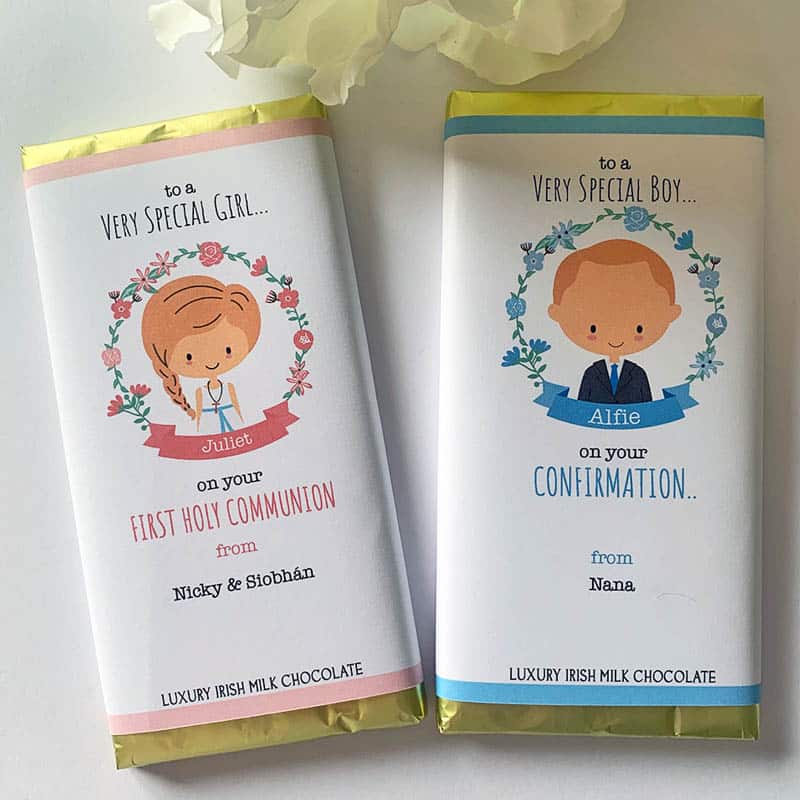 to a
VERY SPECIAL GIRL...
Juliet
on your
FIRST HOLY COMMUNION
from
Nicky & Siobhán
LUXURY IRISH MILK CHOCOLATE
to a
VERY SPECIAL BOY...
Alfie
on your
CONFIRMATION..
from
Nana
LUXURY IRISH MILK CHOCOLATE